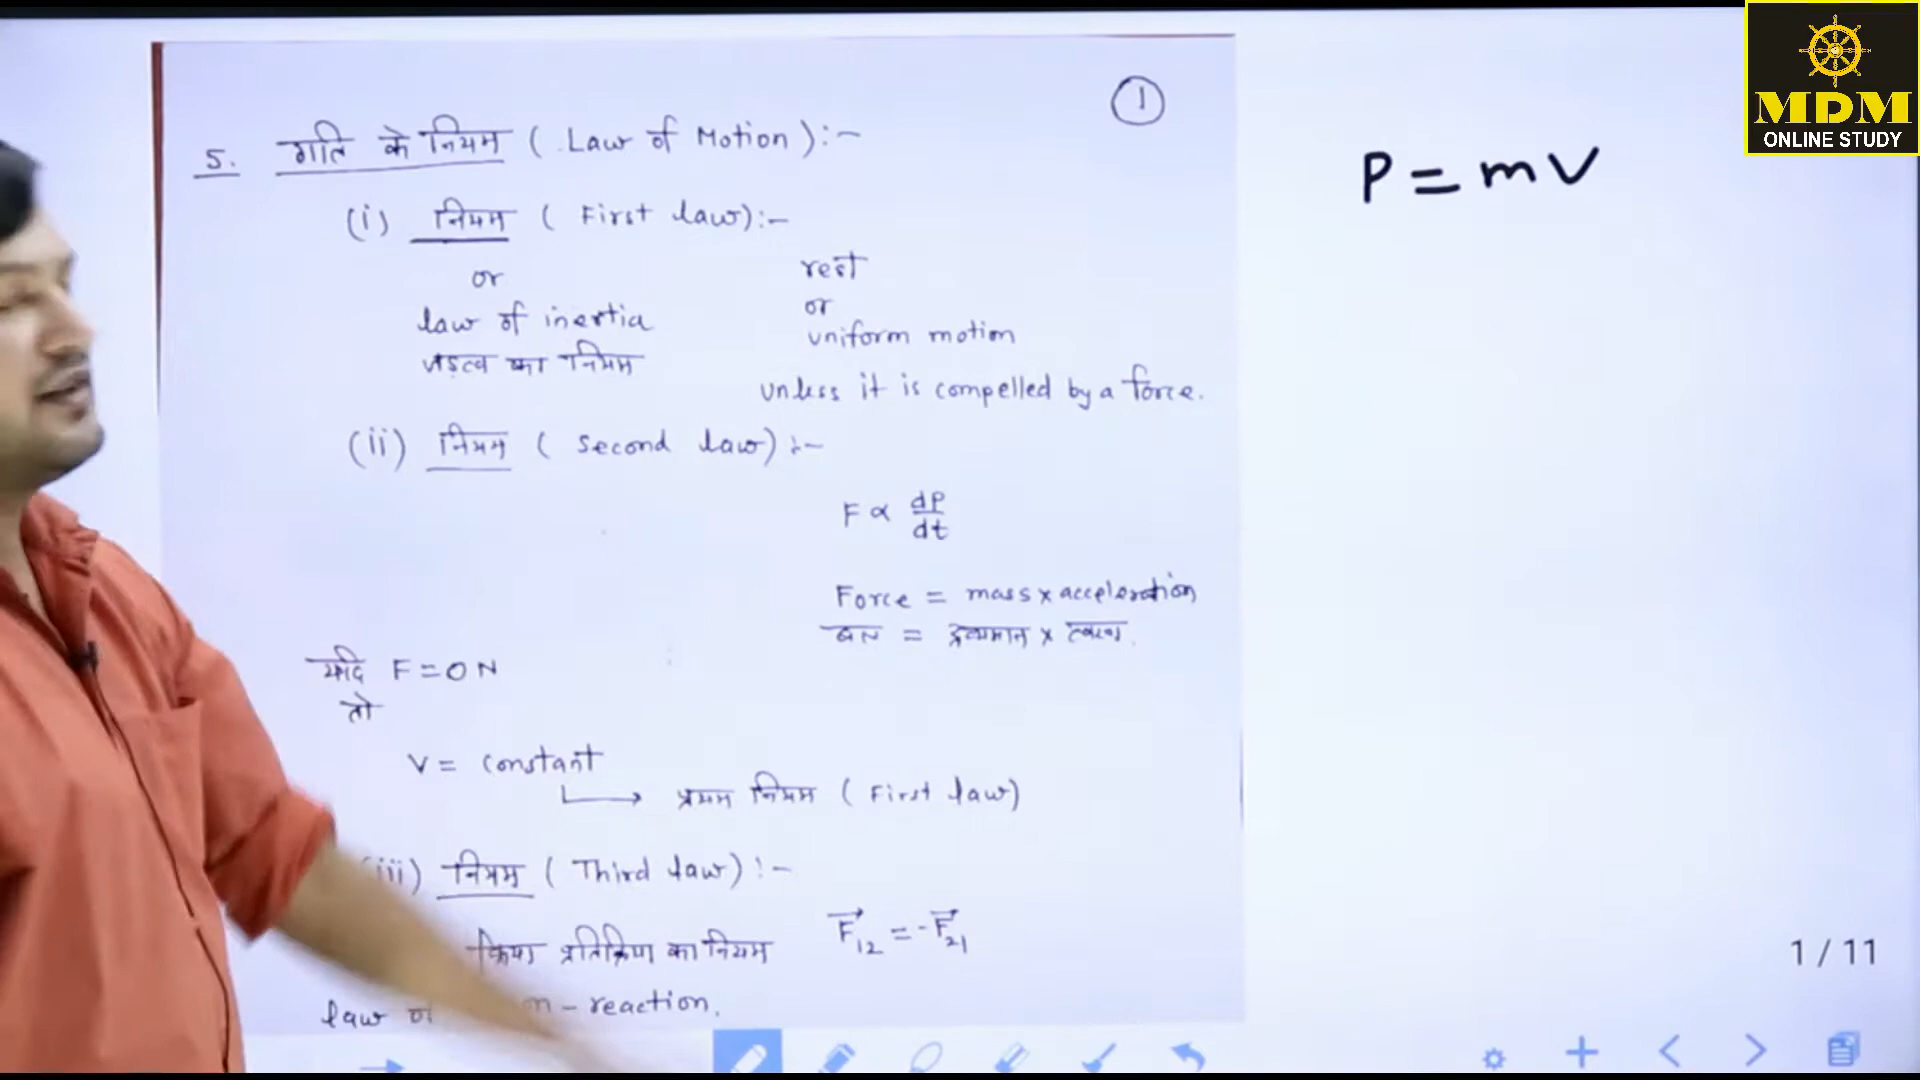 MDM
ONLINE STUDY
1
P = mv
5. गति के नियम ( Law of Motion ):-
(i) नियम ( First law):-
or
law of inertia
जड़त्व का नियम
rest
or
uniform motion
unless it is compelled by a force.
(ii) नियम ( Second law) :-
F ∝ dP/dt
Force = mass x acceleration
बल = द्रव्यमान x त्वरण.
यदि F = 0 N
तो
V = constant
→ प्रथम नियम ( First law)
(iii) नियम ( Third law) :-
क्रिया प्रतिक्रिया का नियम
F⃗12 = -F⃗21
law - reaction.
1 / 11